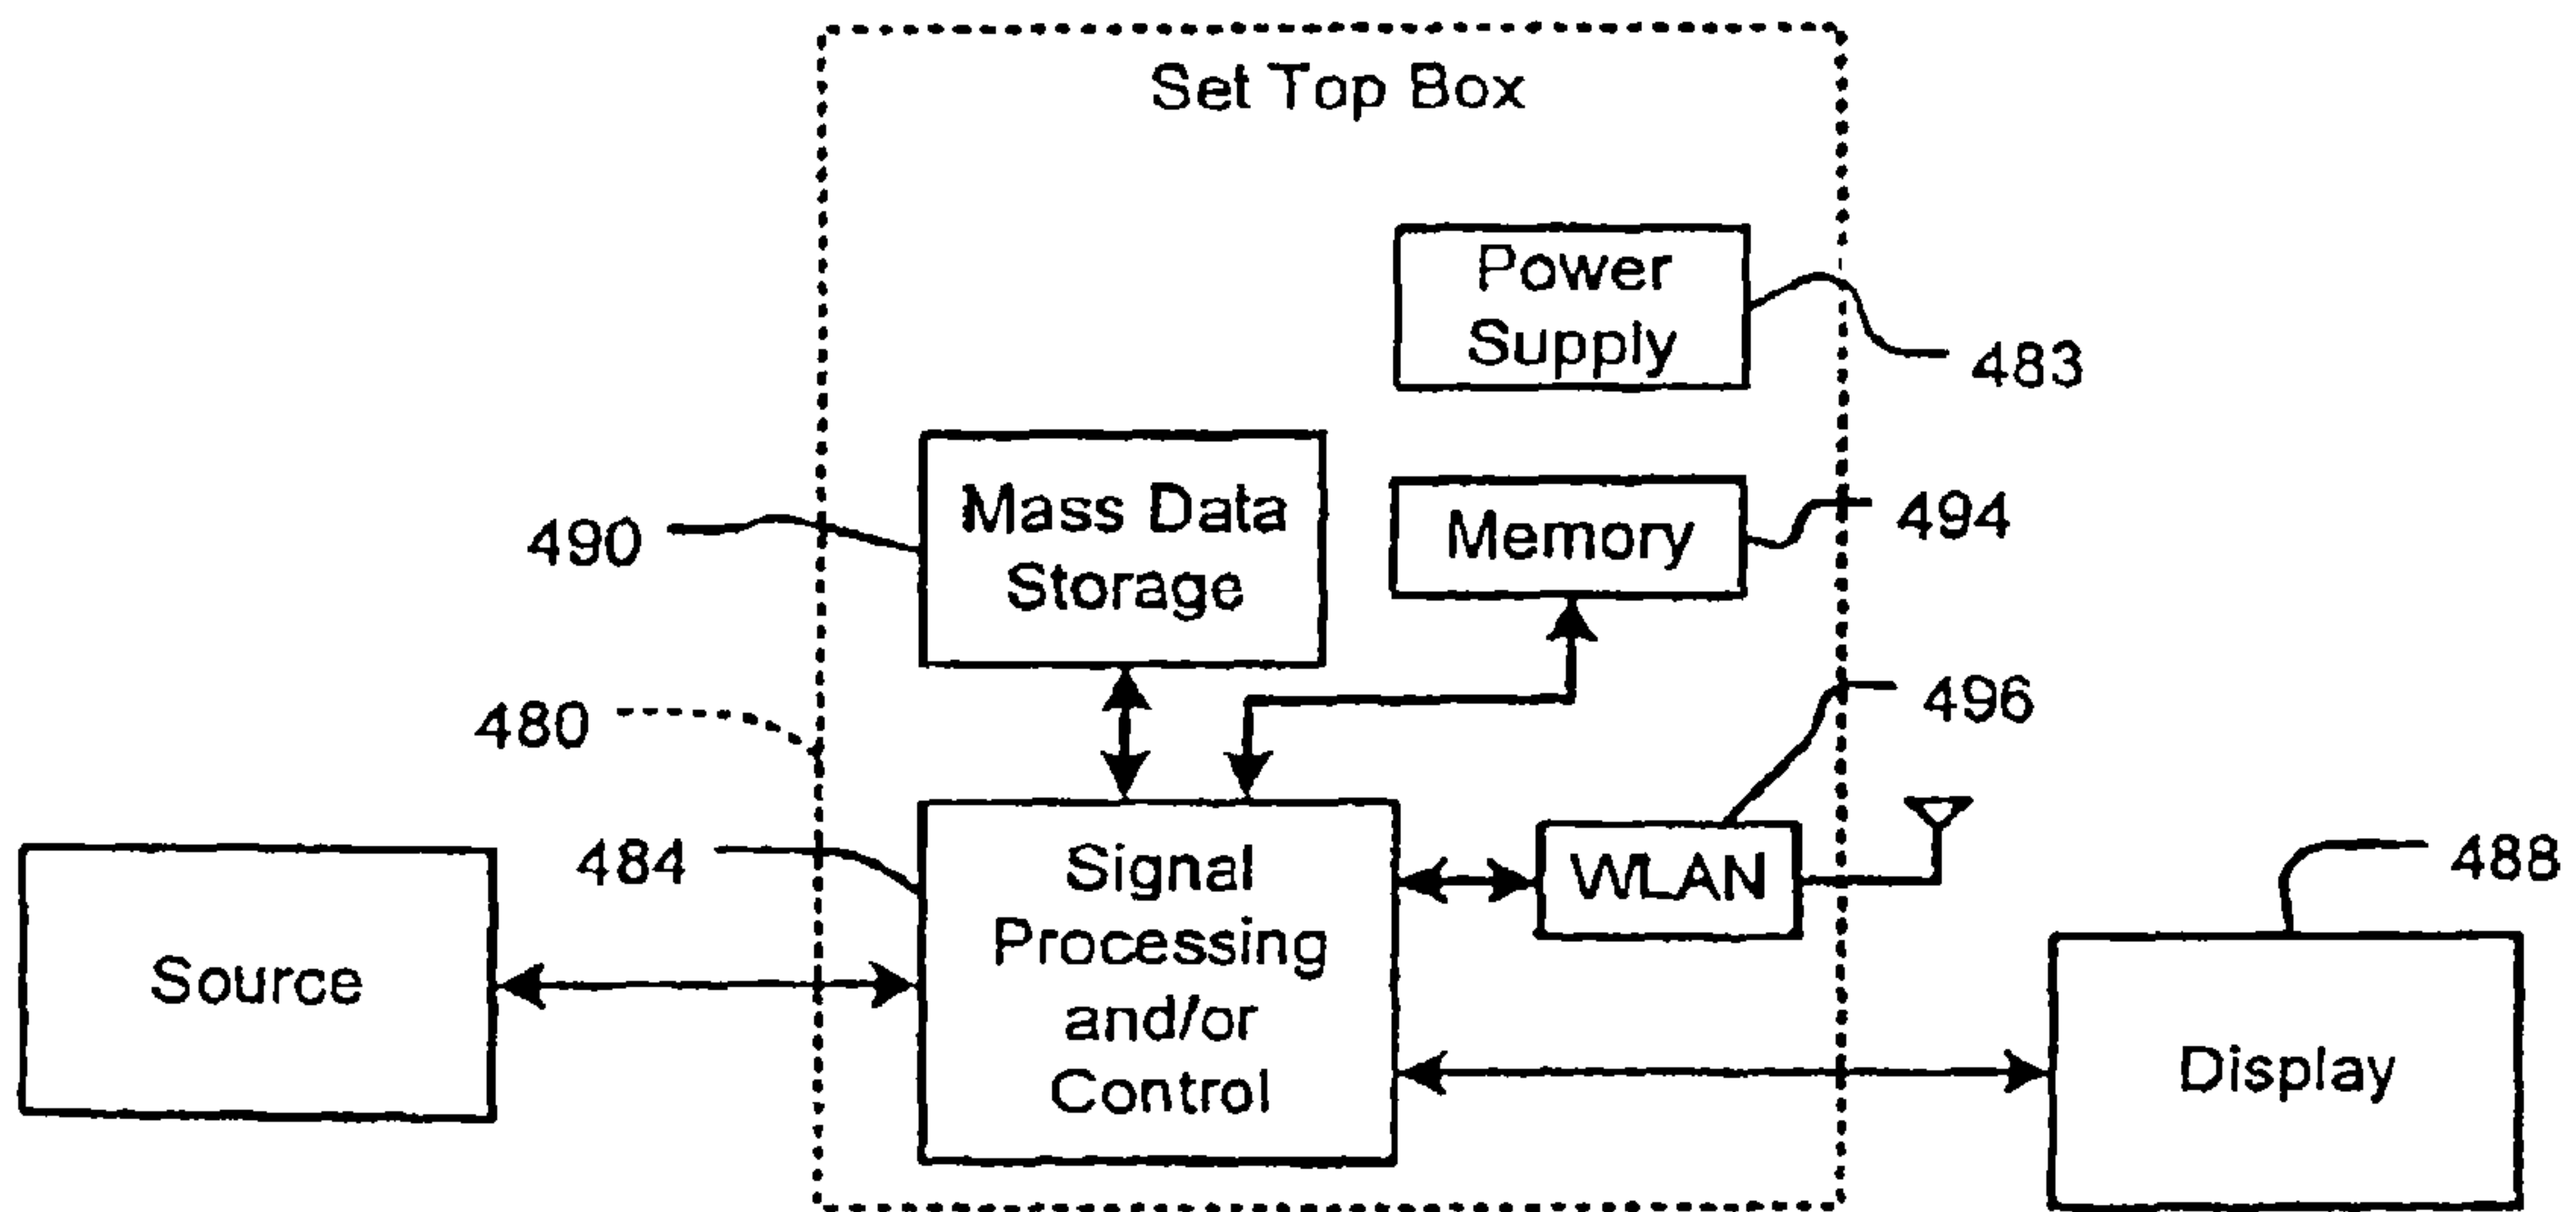 Set Top Box
Power
Supply
483
Mass Data
Storage
490
Memory
494
480
496
484
Signal
Processing
and/or
Control
WLAN
488
Source
Display